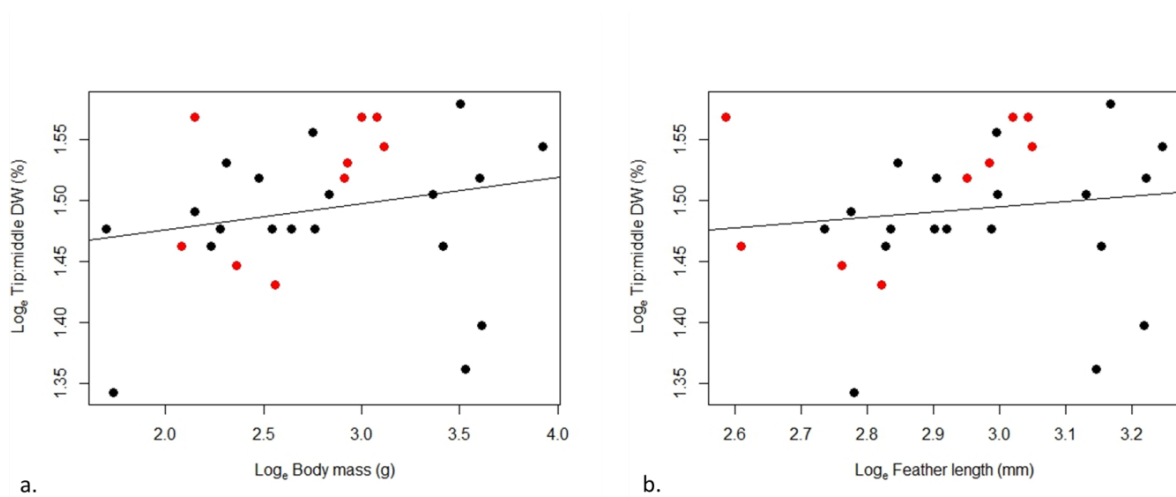 Logₑ Tip:middle DW (%)
1.55
1.50
1.45
1.40
1.35
2.0 2.5 3.0 3.5 4.0
Logₑ Body mass (g)
a.
Logₑ Tip:middle DW (%)
1.55
1.50
1.45
1.40
1.35
2.6 2.7 2.8 2.9 3.0 3.1 3.2
Logₑ Feather length (mm)
b.